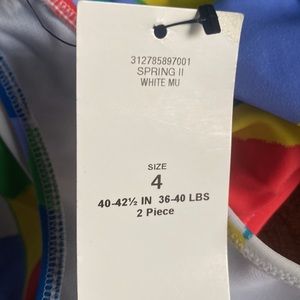 312785897001
SPRING II
WHITE MU
SIZE
4
40-42½ IN 36-40 LBS
2 Piece